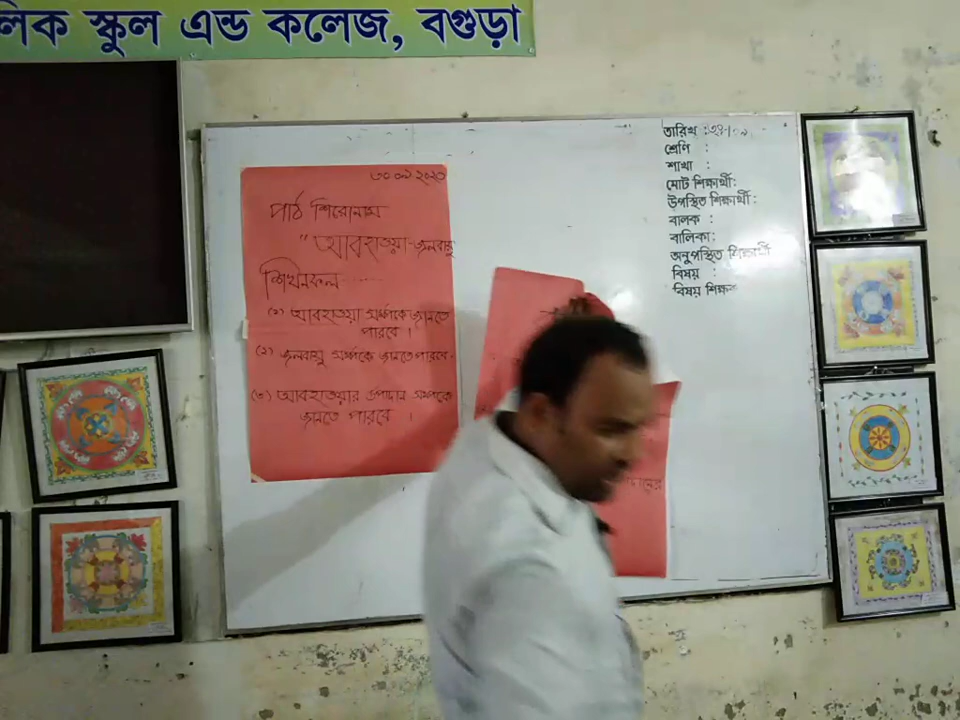 লিক স্কুল এন্ড কলেজ, বগুড়া
৩০ ০৯ ২০২০
পাঠ শিরোনাম
"আবহাওয়া-জলবায়ু
শিখনফল......
(১) আবহাওয়া সম্পর্কে জানতে
পারবে ।
(২) জলবায়ু সম্পর্কে জানতে পারবে.
(৩) আবহাওয়ার উপাদান সম্পর্কে
জানতে পারবে ।
তারিখ :
শ্রেণি :
শাখা :
মোট শিক্ষার্থী:
উপস্থিত শিক্ষার্থী:
বালক :
বালিকা:
অনুপস্থিত শিক্ষার্থী
বিষয় :
বিষয় শিক্ষক